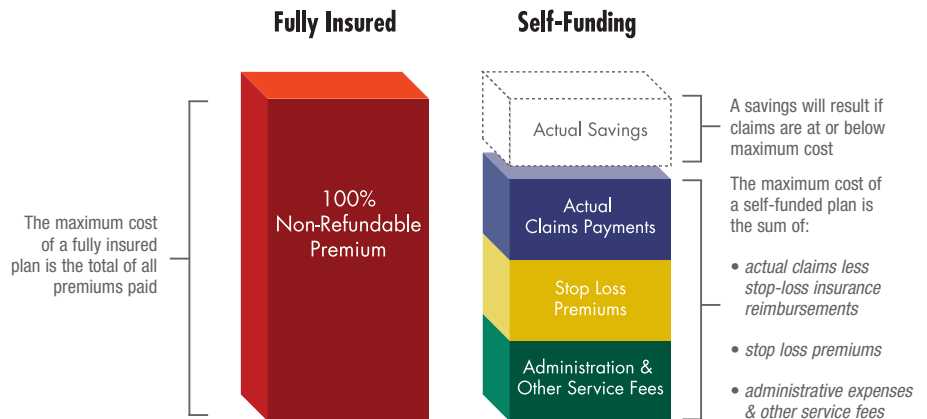 Fully Insured
Self-Funding
The maximum cost
of a fully insured
plan is the total of all
premiums paid
100%
Non-Refundable
Premium
Actual Savings
Actual
Claims Payments
Stop Loss
Premiums
Administration &
Other Service Fees
A savings will result if
claims are at or below
maximum cost
The maximum cost of
a self-funded plan is
the sum of:
• actual claims less
stop-loss insurance
reimbursements
• stop loss premiums
• administrative expenses
& other service fees